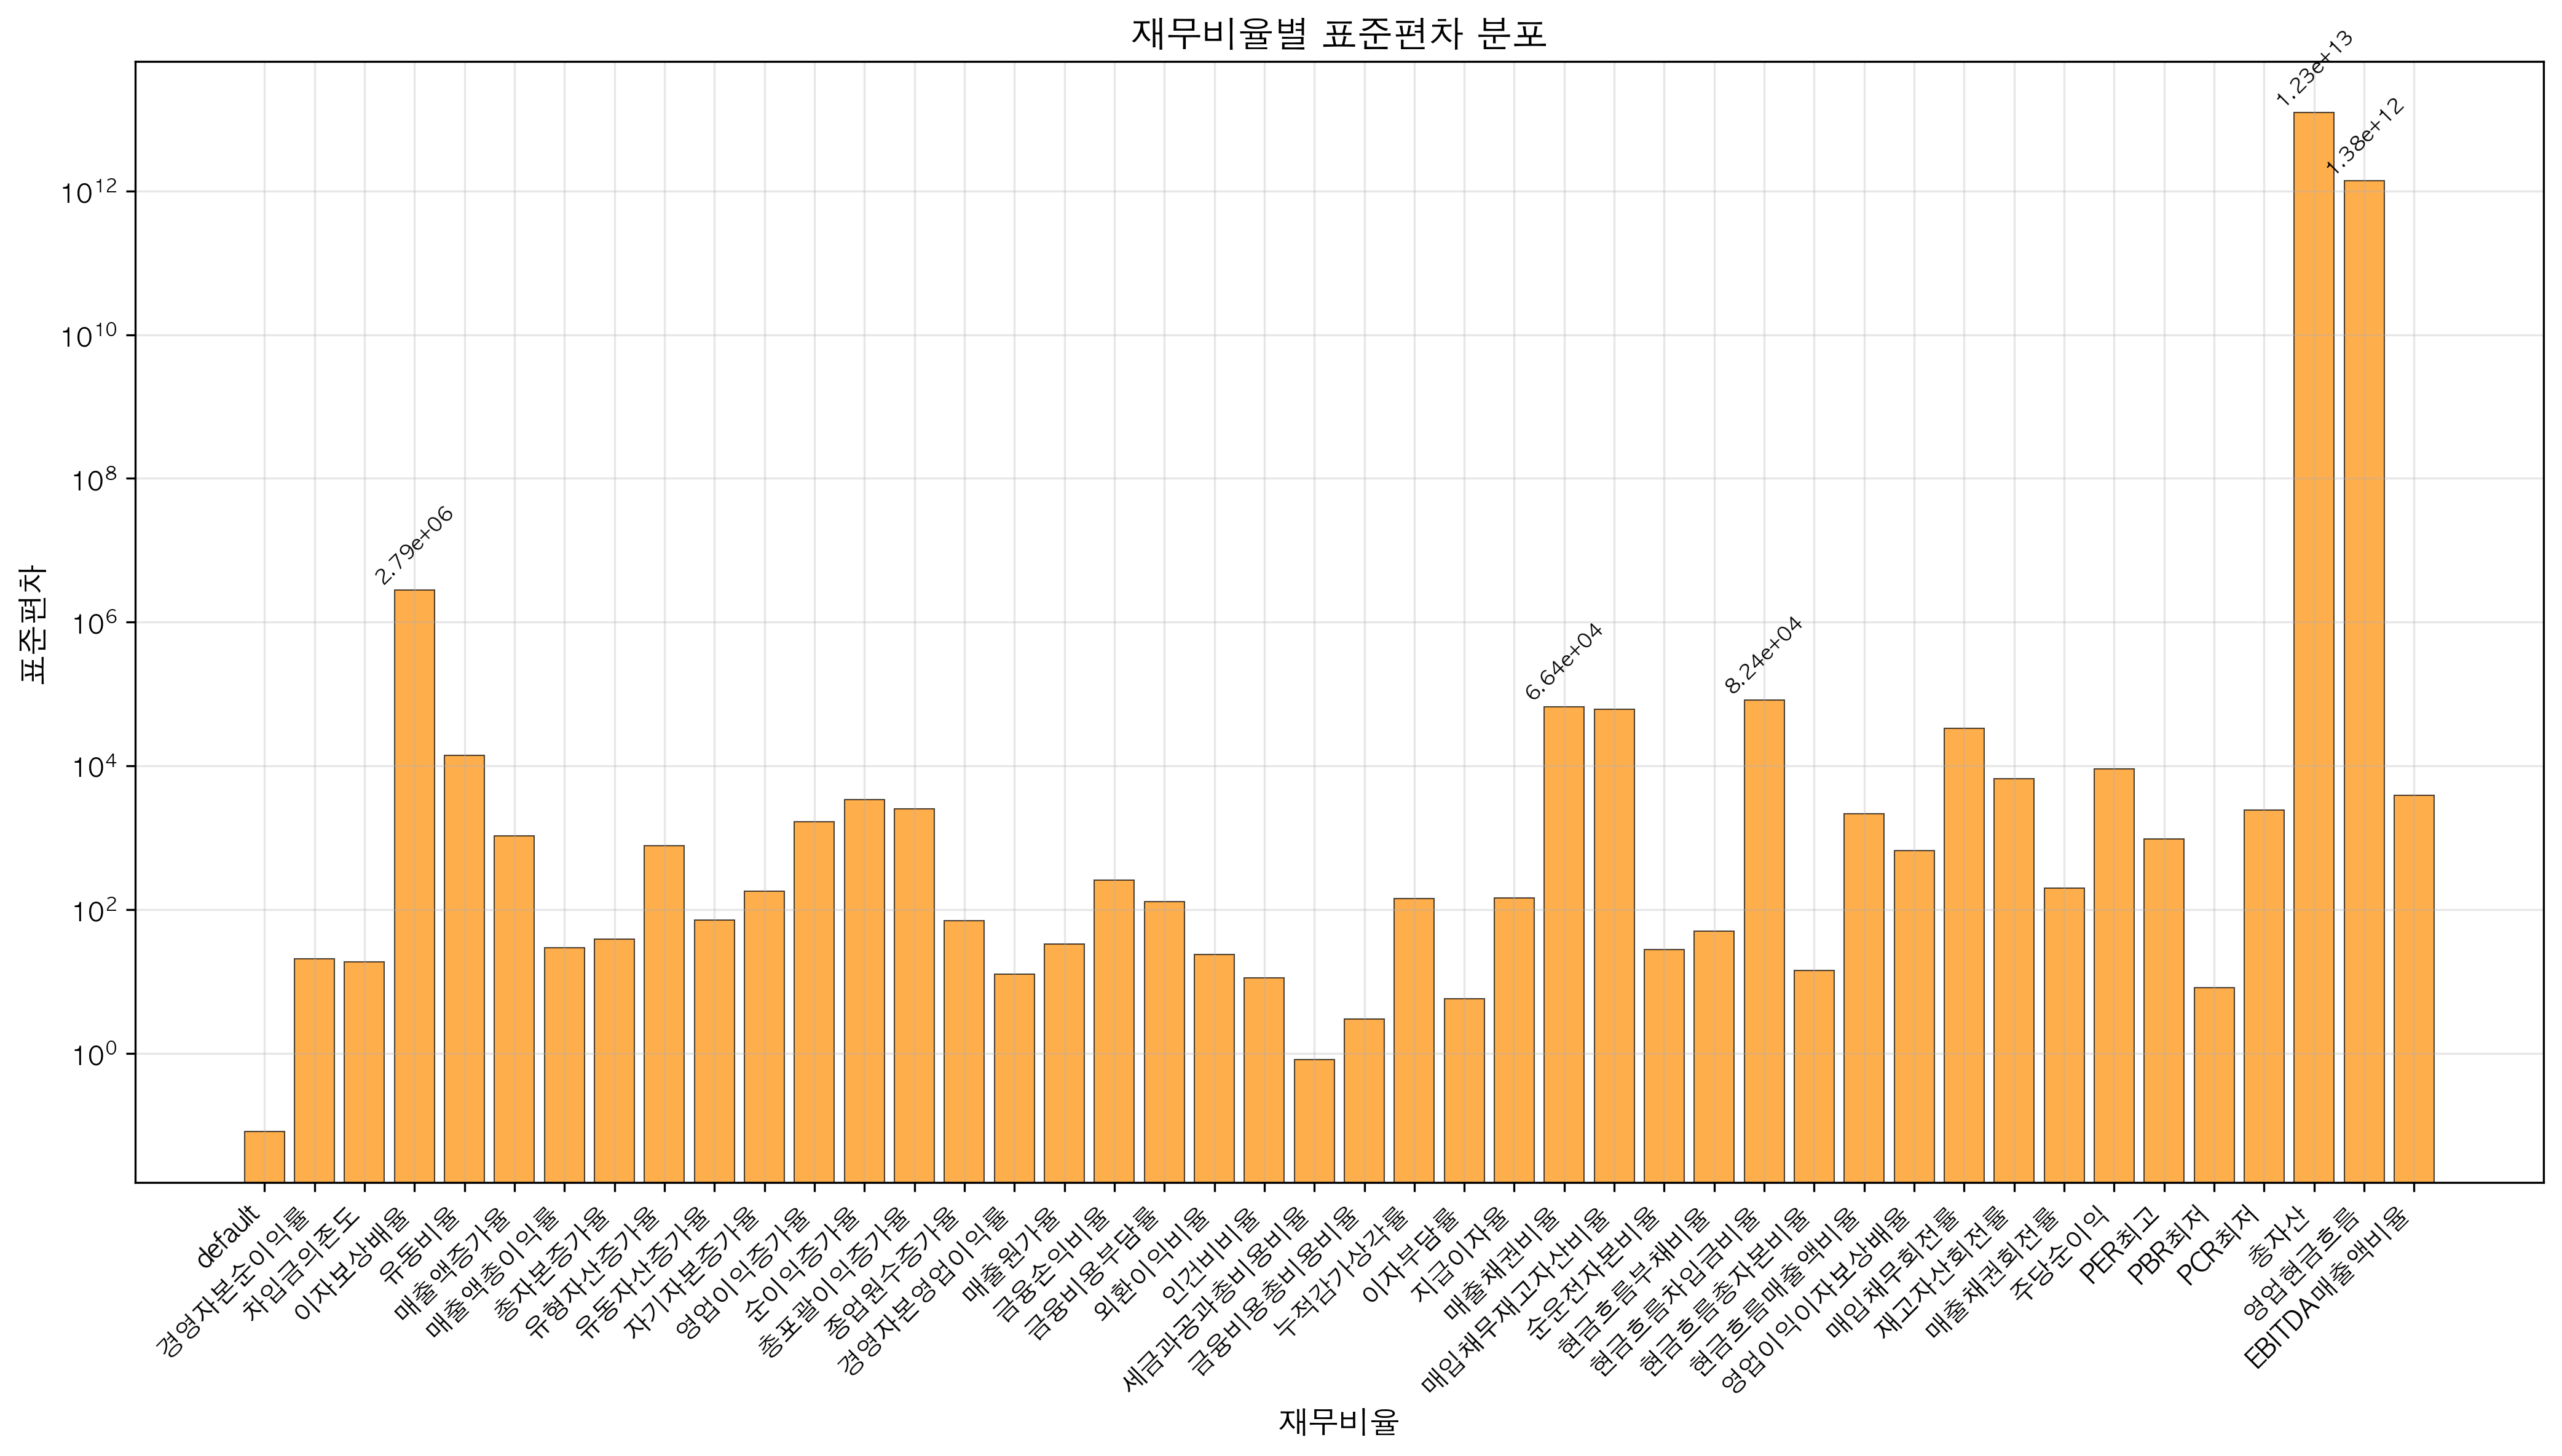 재무비율별 표준편차 분포
표준편차
10^12
10^10
10^8
10^6
10^4
10^2
10^0
2.79e+06
6.64e+04
8.24e+04
1.23e+13
1.38e+12
default
경영자본순이익률
차입금의존도
이자보상배율
유동비율
매출액증가율
매출액총이익률
총자본증가율
유형자산증가율
유동자산증가율
자기자본증가율
영업이익증가율
순이익증가율
총포괄이익증가율
종업원수증가율
경영자본영업이익률
매출원가율
금융손익비율
금융비용부담률
외환이익비율
인건비비율
세금과공과총비용비율
금융비용총비용비율
누적감가상각률
이자부담률
지급이자율
매출채권비율
매입채무재고자산비율
순운전자본비율
현금흐름부채비율
현금흐름차입금비율
현금흐름총자본비율
현금흐름매출액비율
영업이익이자보상배율
매입채무회전률
재고자산회전률
매출채권회전률
주당순이익
PER최고
PBR최저
PCR최저
총자산
영업현금흐름
EBITDA매출액비율
재무비율